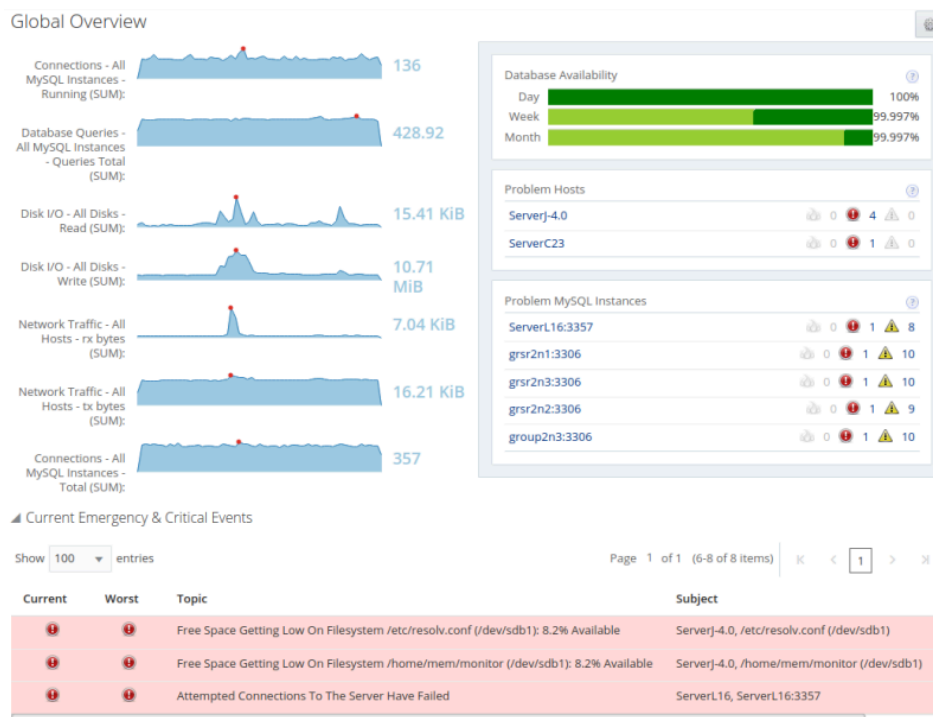 Global Overview
Connections - All
MySQL Instances -
Running (SUM):
136
Database Queries -
All MySQL Instances
- Queries Total
(SUM):
428.92
Disk I/O - All Disks -
Read (SUM):
15.41 KiB
Disk I/O - All Disks -
Write (SUM):
10.71
MiB
Network Traffic - All
Hosts - rx bytes
(SUM):
7.04 KiB
Network Traffic - All
Hosts - tx bytes
(SUM):
16.21 KiB
Connections - All
MySQL Instances -
Total (SUM):
357
Database Availability ?
Day 100%
Week 99.997%
Month 99.997%
Problem Hosts ?
ServerJ-4.0 0 4 0
ServerC23 0 1 0
Problem MySQL Instances ?
ServerL16:3357 0 1 8
grsr2n1:3306 0 1 10
grsr2n3:3306 0 1 10
grsr2n2:3306 0 1 9
group2n3:3306 0 1 10
Current Emergency & Critical Events
Show 100 entries Page 1 of 1 (6-8 of 8 items) K < 1 >
Current Worst Topic Subject
Free Space Getting Low On Filesystem /etc/resolv.conf (/dev/sdb1): 8.2% Available ServerJ-4.0, /etc/resolv.conf (/dev/sdb1)
Free Space Getting Low On Filesystem /home/mem/monitor (/dev/sdb1): 8.2% Available ServerJ-4.0, /home/mem/monitor (/dev/sdb1)
Attempted Connections To The Server Have Failed ServerL16, ServerL16:3357